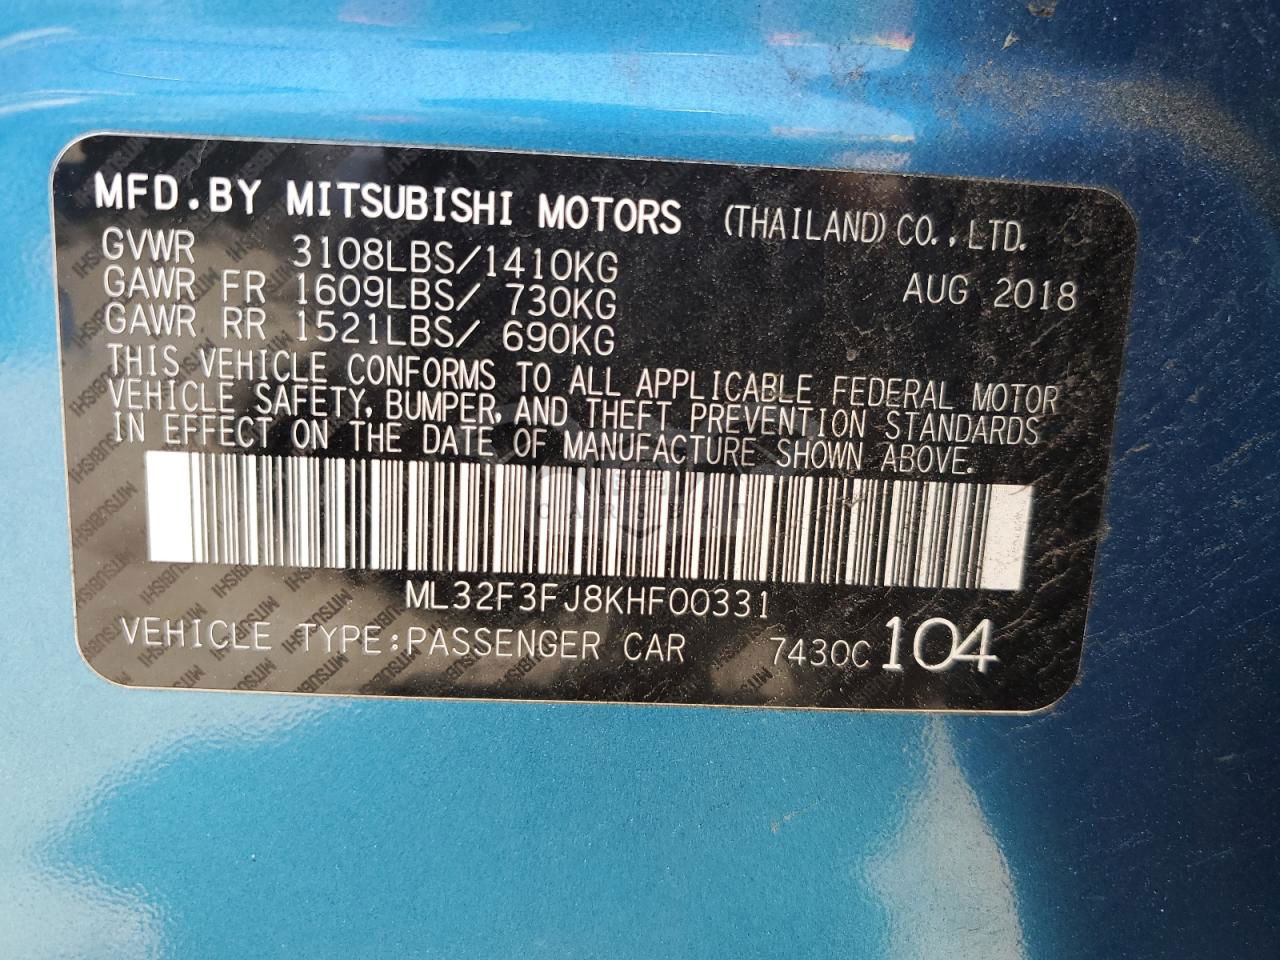 MFD.BY MITSUBISHI MOTORS (THAILAND) CO.,LTD.
GVWR 3108LBS/1410KG AUG 2018
GAWR FR 1609LBS/ 730KG
GAWR RR 1521LBS/ 690KG
THIS VEHICLE CONFORMS TO ALL APPLICABLE FEDERAL MOTOR
VEHICLE SAFETY, BUMPER, AND THEFT PREVENTION STANDARDS
IN EFFECT ON THE DATE OF MANUFACTURE SHOWN ABOVE.
ML32F3FJ8KHF00331
VEHICLE TYPE:PASSENGER CAR 7430C 104